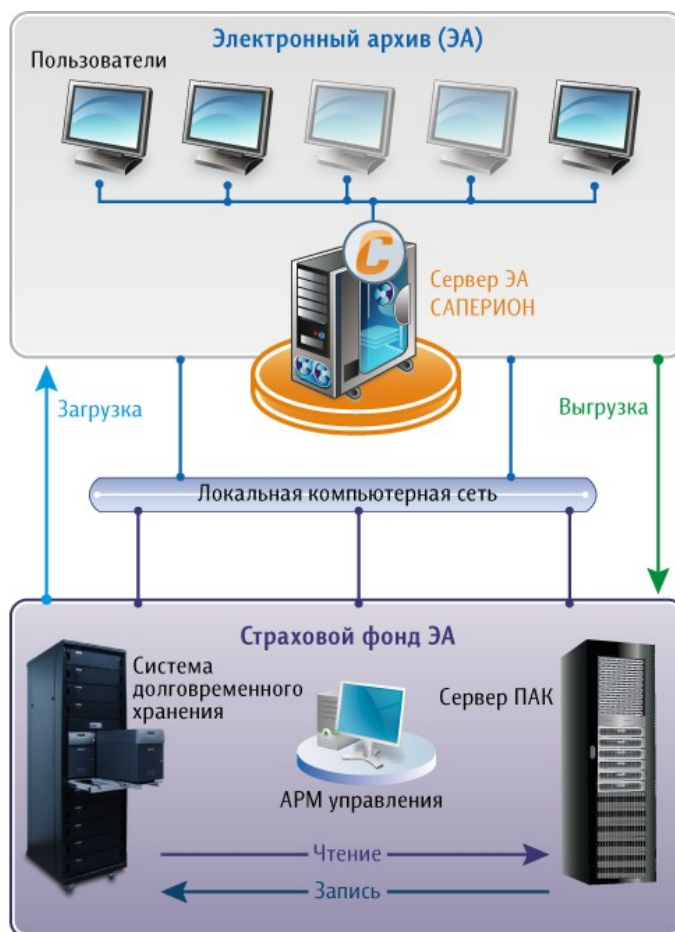 Электронный архив (ЭА)
Пользователи
C
Сервер ЭА
САПЕРИОН
Загрузка
Выгрузка
Локальная компьютерная сеть
Страховой фонд ЭА
Система
долговременного
хранения
Сервер ПАК
АРМ управления
Чтение
Запись